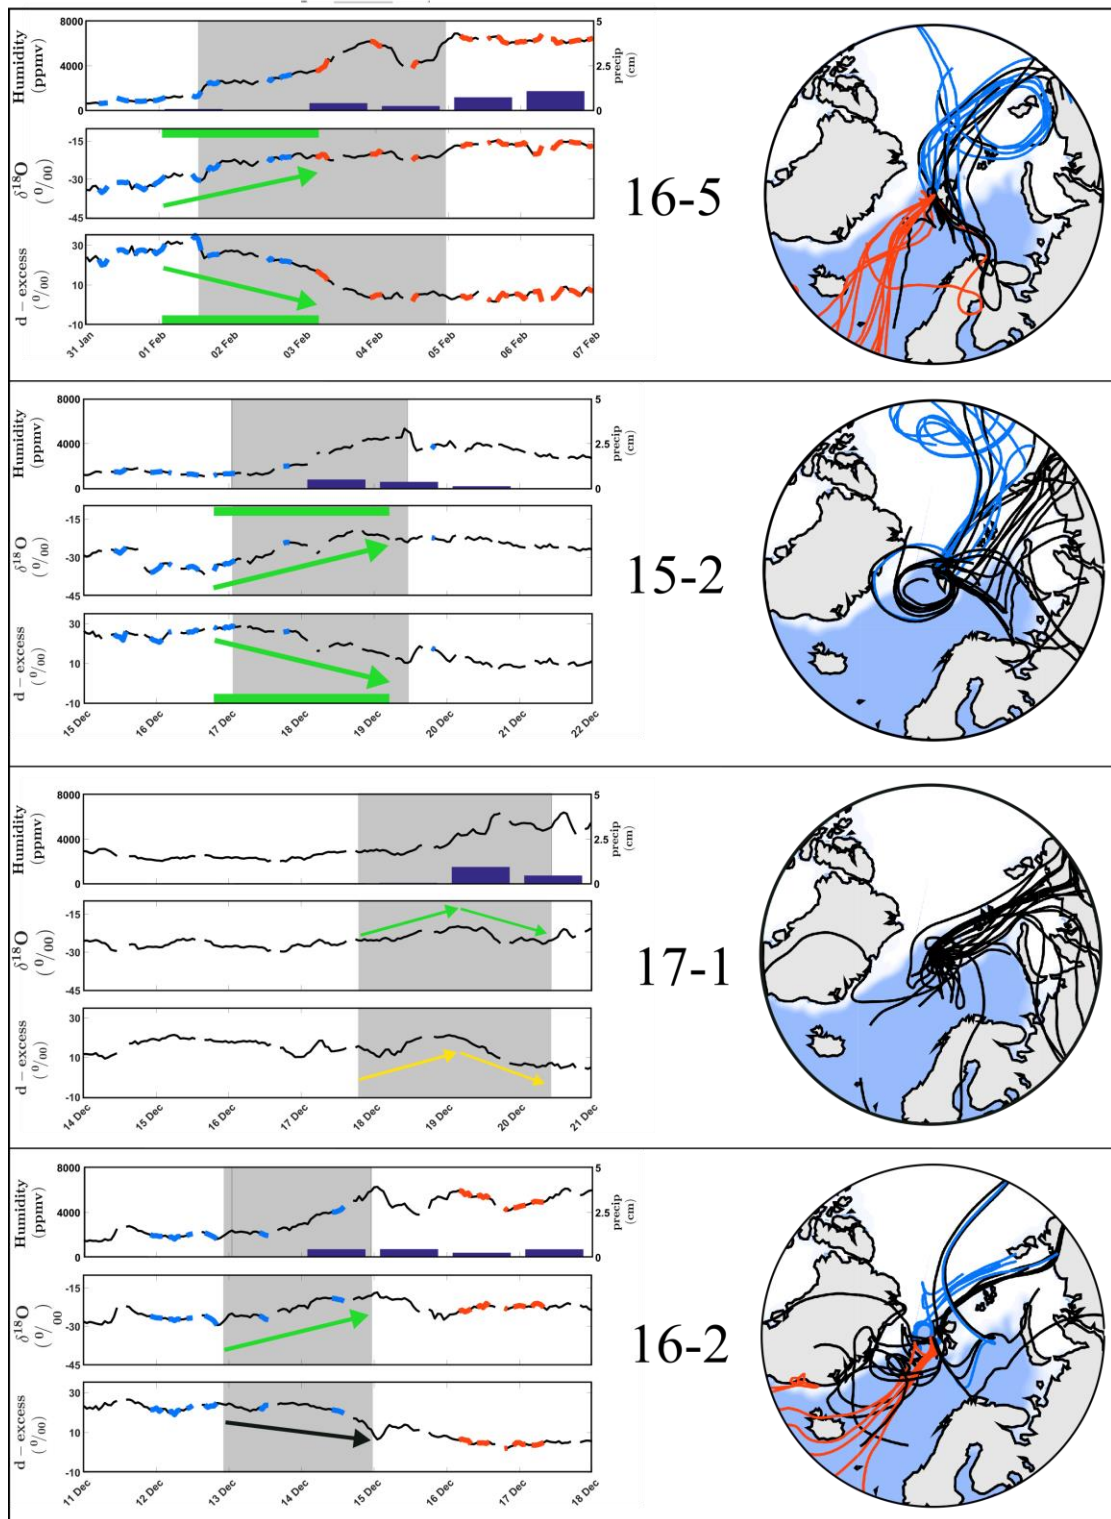 8000
4000
0
Humidity
(ppmv)
5
2.5
0
precip
(cm)
-15
-30
-45
δ¹⁸O
(⁰/₀₀)
30
10
-10
d − excess
(⁰/₀₀)
31 Jan
01 Feb
02 Feb
03 Feb
04 Feb
05 Feb
06 Feb
07 Feb
16-5
8000
4000
0
Humidity
(ppmv)
5
2.5
0
precip
(cm)
-15
-30
-45
δ¹⁸O
(⁰/₀₀)
30
10
-10
d − excess
(⁰/₀₀)
15 Dec
16 Dec
17 Dec
18 Dec
19 Dec
20 Dec
21 Dec
22 Dec
15-2
8000
4000
0
Humidity
(ppmv)
5
2.5
0
precip
(cm)
-15
-30
-45
δ¹⁸O
(⁰/₀₀)
30
10
-10
d − excess
(⁰/₀₀)
14 Dec
15 Dec
16 Dec
17 Dec
18 Dec
19 Dec
20 Dec
21 Dec
17-1
8000
4000
0
Humidity
(ppmv)
5
2.5
0
precip
(cm)
-15
-30
-45
δ¹⁸O
(⁰/₀₀)
30
10
-10
d − excess
(⁰/₀₀)
11 Dec
12 Dec
13 Dec
14 Dec
15 Dec
16 Dec
17 Dec
18 Dec
16-2